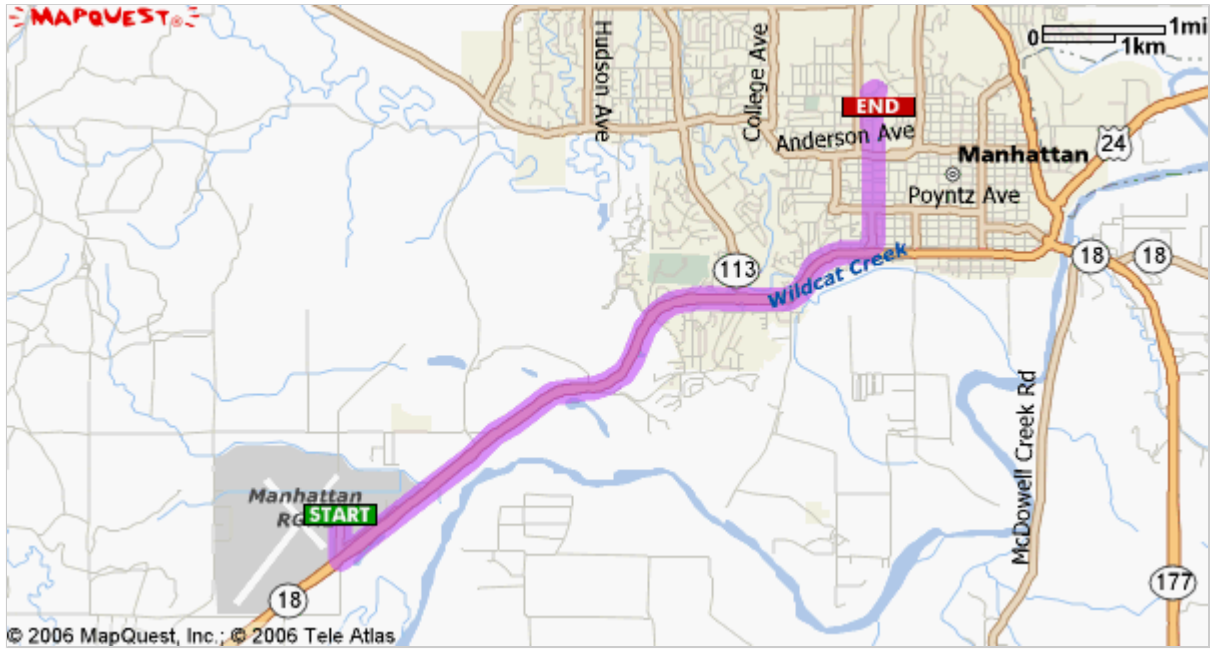 MAPQUEST®
0 1mi
1km
Hudson Ave
College Ave
END
Anderson Ave
24
Manhattan
Poyntz Ave
18
18
113
Wildcat Creek
McDowell Creek Rd
Manhattan
START
177
18
© 2006 MapQuest, Inc.; © 2006 Tele Atlas